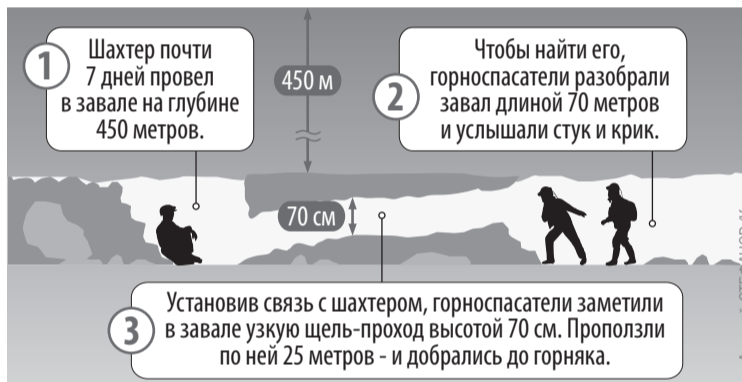 1
Шахтер почти
7 дней провел
в завале на глубине
450 метров.
450 м
2
Чтобы найти его,
горноспасатели разобрали
завал длиной 70 метров
и услышали стук и крик.
70 см
3
Установив связь с шахтером, горноспасатели заметили
в завале узкую щель-проход высотой 70 см. Проползли
по ней 25 метров - и добрались до горняка.